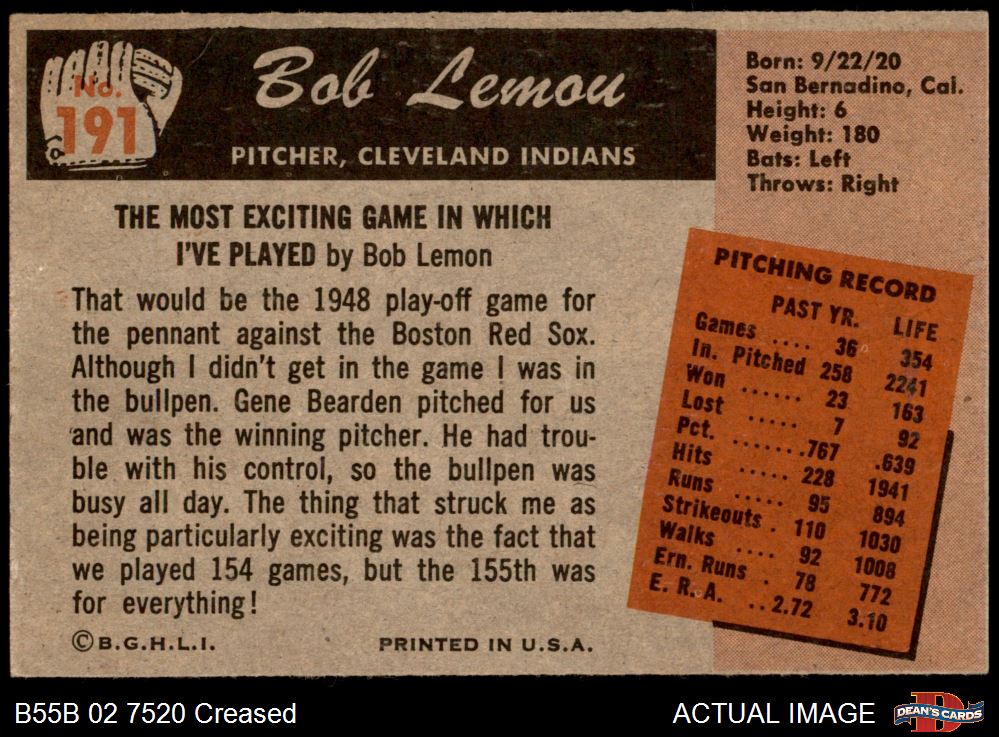 No.
191
Bob Lemon
PITCHER, CLEVELAND INDIANS
Born: 9/22/20
San Bernadino, Cal.
Height: 6
Weight: 180
Bats: Left
Throws: Right
THE MOST EXCITING GAME IN WHICH
I'VE PLAYED by Bob Lemon
That would be the 1948 play-off game for
the pennant against the Boston Red Sox.
Although I didn't get in the game I was in
the bullpen. Gene Bearden pitched for us
and was the winning pitcher. He had trou-
ble with his control, so the bullpen was
busy all day. The thing that struck me as
being particularly exciting was the fact that
we played 154 games, but the 155th was
for everything!
©B.G.H.L.I. PRINTED IN U.S.A.
PITCHING RECORD
PAST YR. LIFE
Games .... 36 354
In. Pitched 258 2241
Won ...... 23 163
Lost ..... 7 92
Pct. .......767 .639
Hits ..... 228 1941
Runs ..... 95 894
Strikeouts . 110 1030
Walks .... 92 1008
Ern. Runs . 78 772
E. R. A. ..2.72 3.10
B55B 02 7520 Creased
ACTUAL IMAGE
D
DEAN'S CARDS